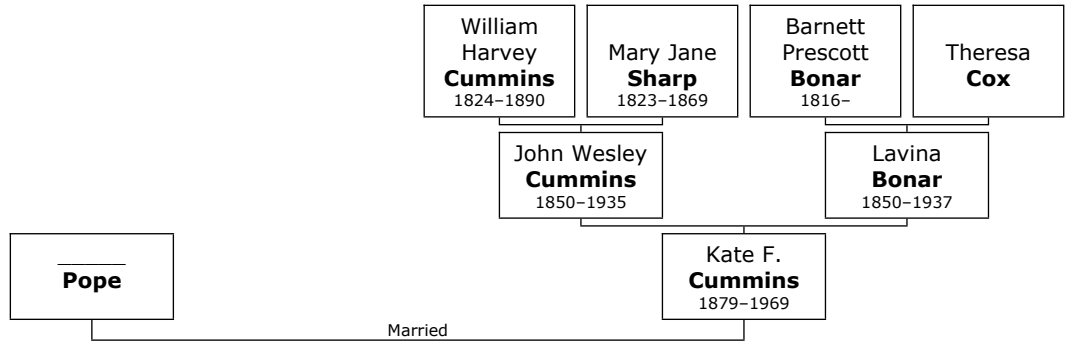 William
Harvey
Cummins
1824–1890
Mary Jane
Sharp
1823–1869
Barnett
Prescott
Bonar
1816–
Theresa
Cox
John Wesley
Cummins
1850–1935
Lavina
Bonar
1850–1937
_____
Pope
Kate F.
Cummins
1879–1969
Married